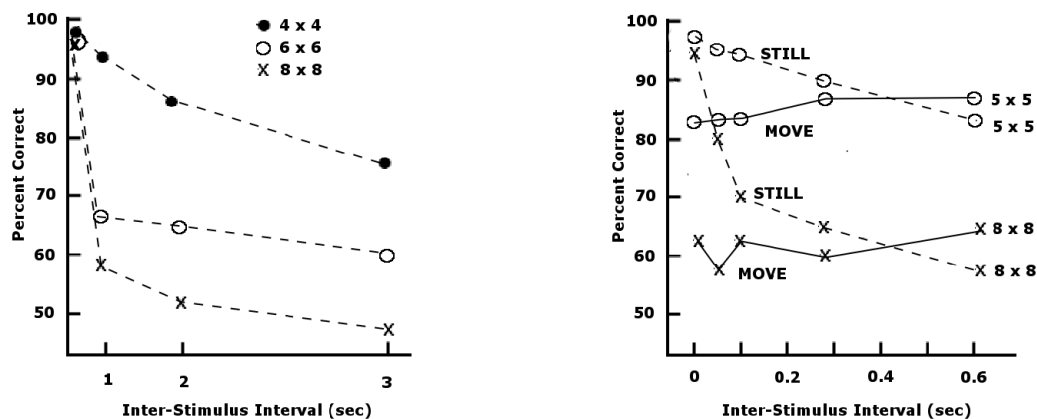 100
90
80
70
60
50
Percent Correct
4 x 4
6 x 6
8 x 8
1 2 3
Inter-Stimulus Interval (sec)
100
90
80
70
60
50
Percent Correct
STILL
MOVE
5 x 5
5 x 5
STILL
MOVE
8 x 8
8 x 8
0 0.2 0.4 0.6
Inter-Stimulus Interval (sec)